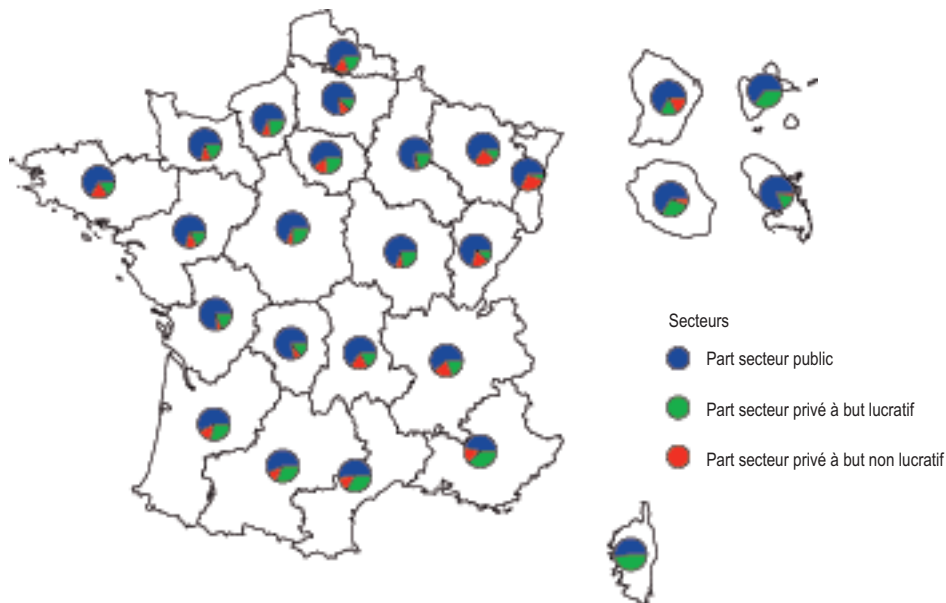 Secteurs
Part secteur public
Part secteur privé à but lucratif
Part secteur privé à but non lucratif